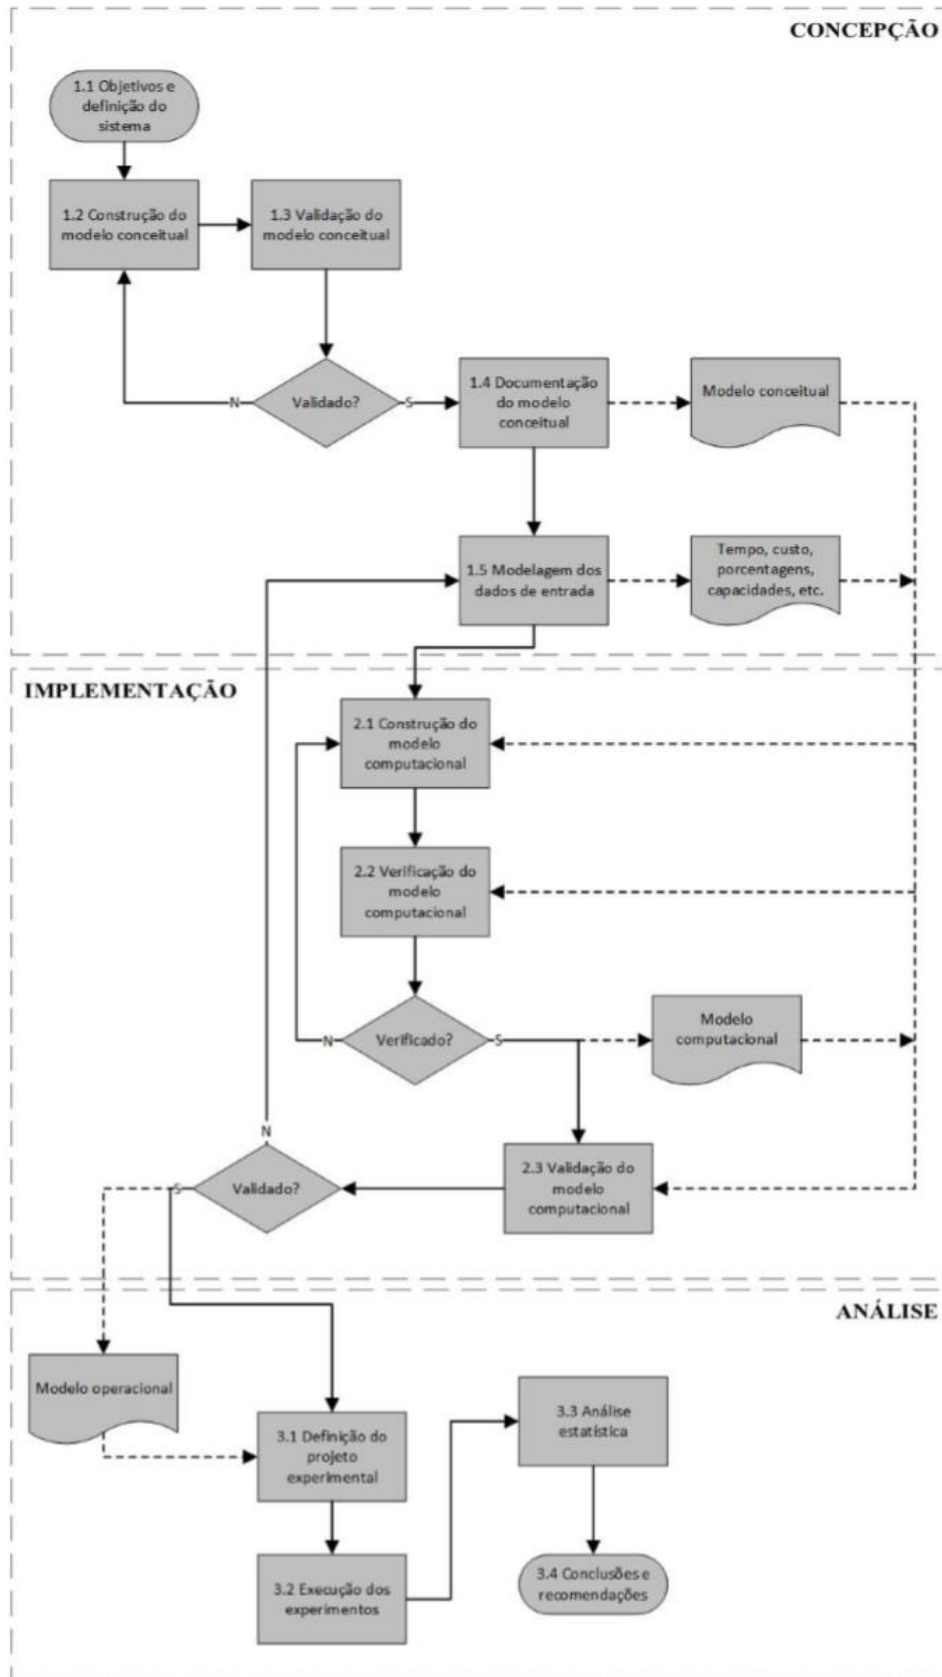 CONCEPÇÃO
1.1 Objetivos e
definição do
sistema
1.2 Construção do
modelo conceitual
1.3 Validação do
modelo conceitual
N
Validado?
S
1.4 Documentação
do modelo
conceitual
Modelo conceitual
1.5 Modelagem dos
dados de entrada
Tempo, custo,
porcentagens,
capacidades, etc.
IMPLEMENTAÇÃO
2.1 Construção do
modelo
computacional
2.2 Verificação do
modelo
computacional
N
Verificado?
S
Modelo
computacional
2.3 Validação do
modelo
computacional
N
Validado?
S
ANÁLISE
Modelo operacional
3.1 Definição do
projeto
experimental
3.2 Execução dos
experimentos
3.3 Análise
estatística
3.4 Conclusões e
recomendações